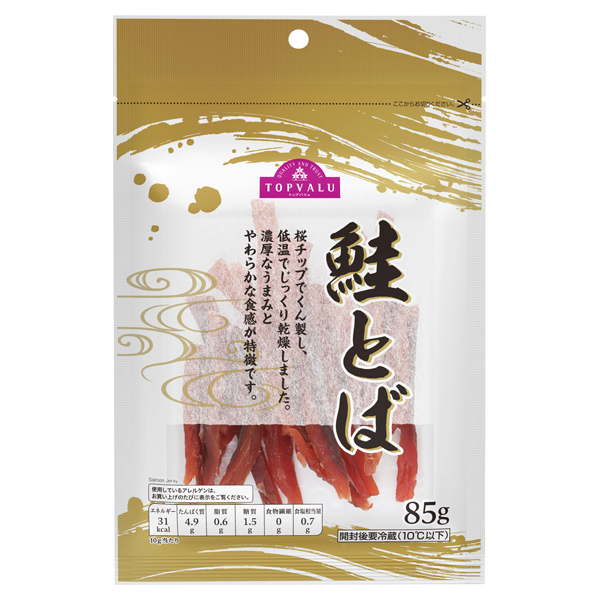 ここからお切りください。
QUALITY AND TRUST
TOPVALU
トップバリュ
鮭とば
桜チップでくん製し、
低温でじっくり乾燥しました。
濃厚なうまみと
やわらかな食感が特徴です。
Salmon Jerky
使用しているアレルゲンは、
お買い上げのたびに表示をご覧ください。
エネルギー たんぱく質 脂質 糖質 食物繊維 食塩相当量
31 kcal 4.9 g 0.6 g 1.5 g 0 g 0.7 g
10g当たり
85g
開封後要冷蔵(10℃以下)